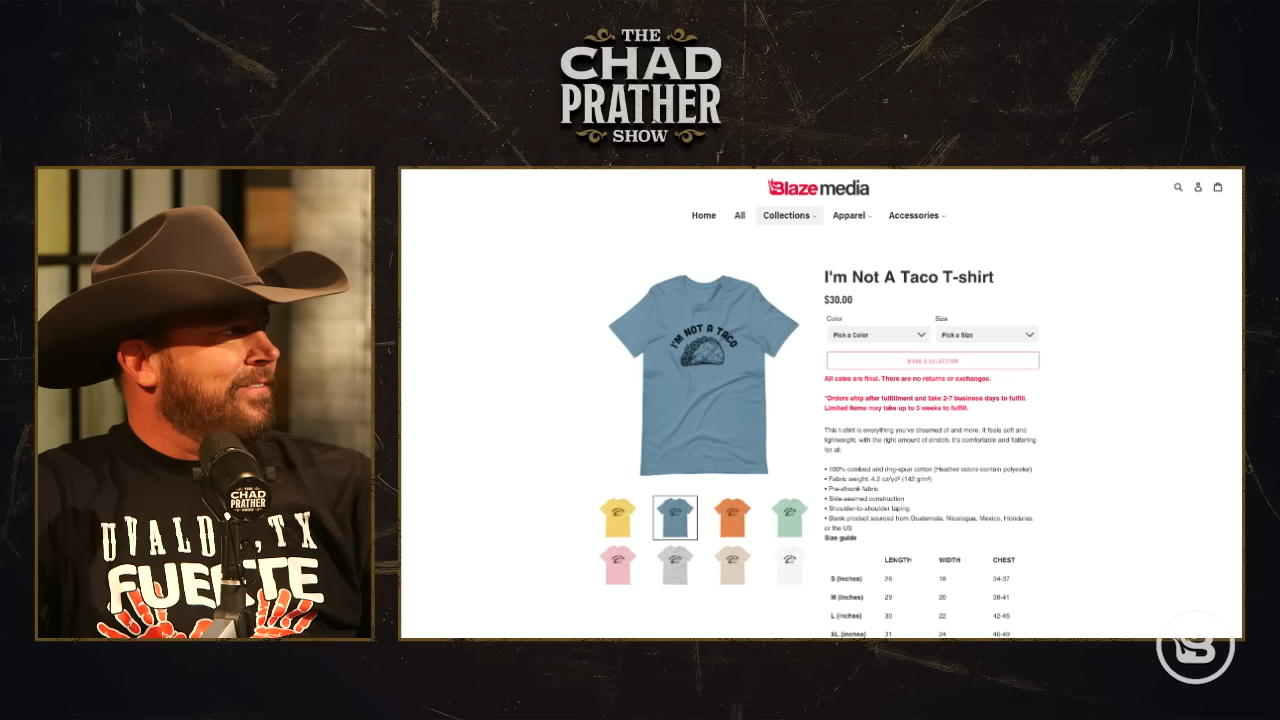 THE
CHAD
PRATHER
SHOW
Blaze media
Home All Collections Apparel Accessories
I'm Not A Taco T-shirt
$30.00
Color Size
Pick a Color Pick a Size
MAKE A SELECTION
All sales are final. There are no returns or exchanges.
*Orders ship after fulfillment and take 2-7 business days to fulfill.
Limited items may take up to 3 weeks to fulfill.
This t-shirt is everything you've dreamed of and more. It feels soft and
lightweight, with the right amount of stretch. It's comfortable and flattering
for all.
• 100% combed and ring-spun cotton (Heather colors contain polyester)
• Fabric weight: 4.2 oz/yd² (142 g/m²)
• Pre-shrunk fabric
• Side-seamed construction
• Shoulder-to-shoulder taping
• Blank product sourced from Guatemala, Nicaragua, Mexico, Honduras,
or the US
Size guide
LENGTH WIDTH CHEST
S (inches) 28 18 34-37
M (inches) 29 20 38-41
L (inches) 30 22 42-45
XL (inches) 31 24 46-49
I'M NOT A TACO
THE
CHAD
PRATHER
SHOW
, TX
B